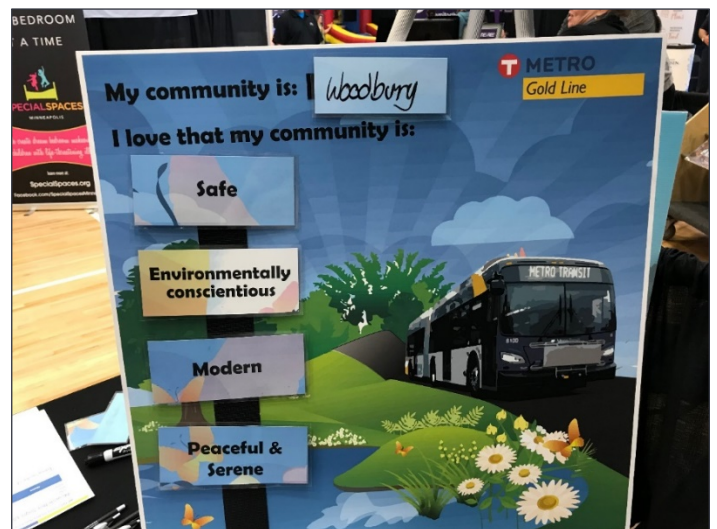 BEDROOM
A TIME
SPECIALSPACES
MINNEAPOLIS
SpecialSpaces.org
My community is: Woodbury
T METRO
Gold Line
I love that my community is:
Safe
Environmentally
conscientious
METRO TRANSIT
Modern
Peaceful &
Serene